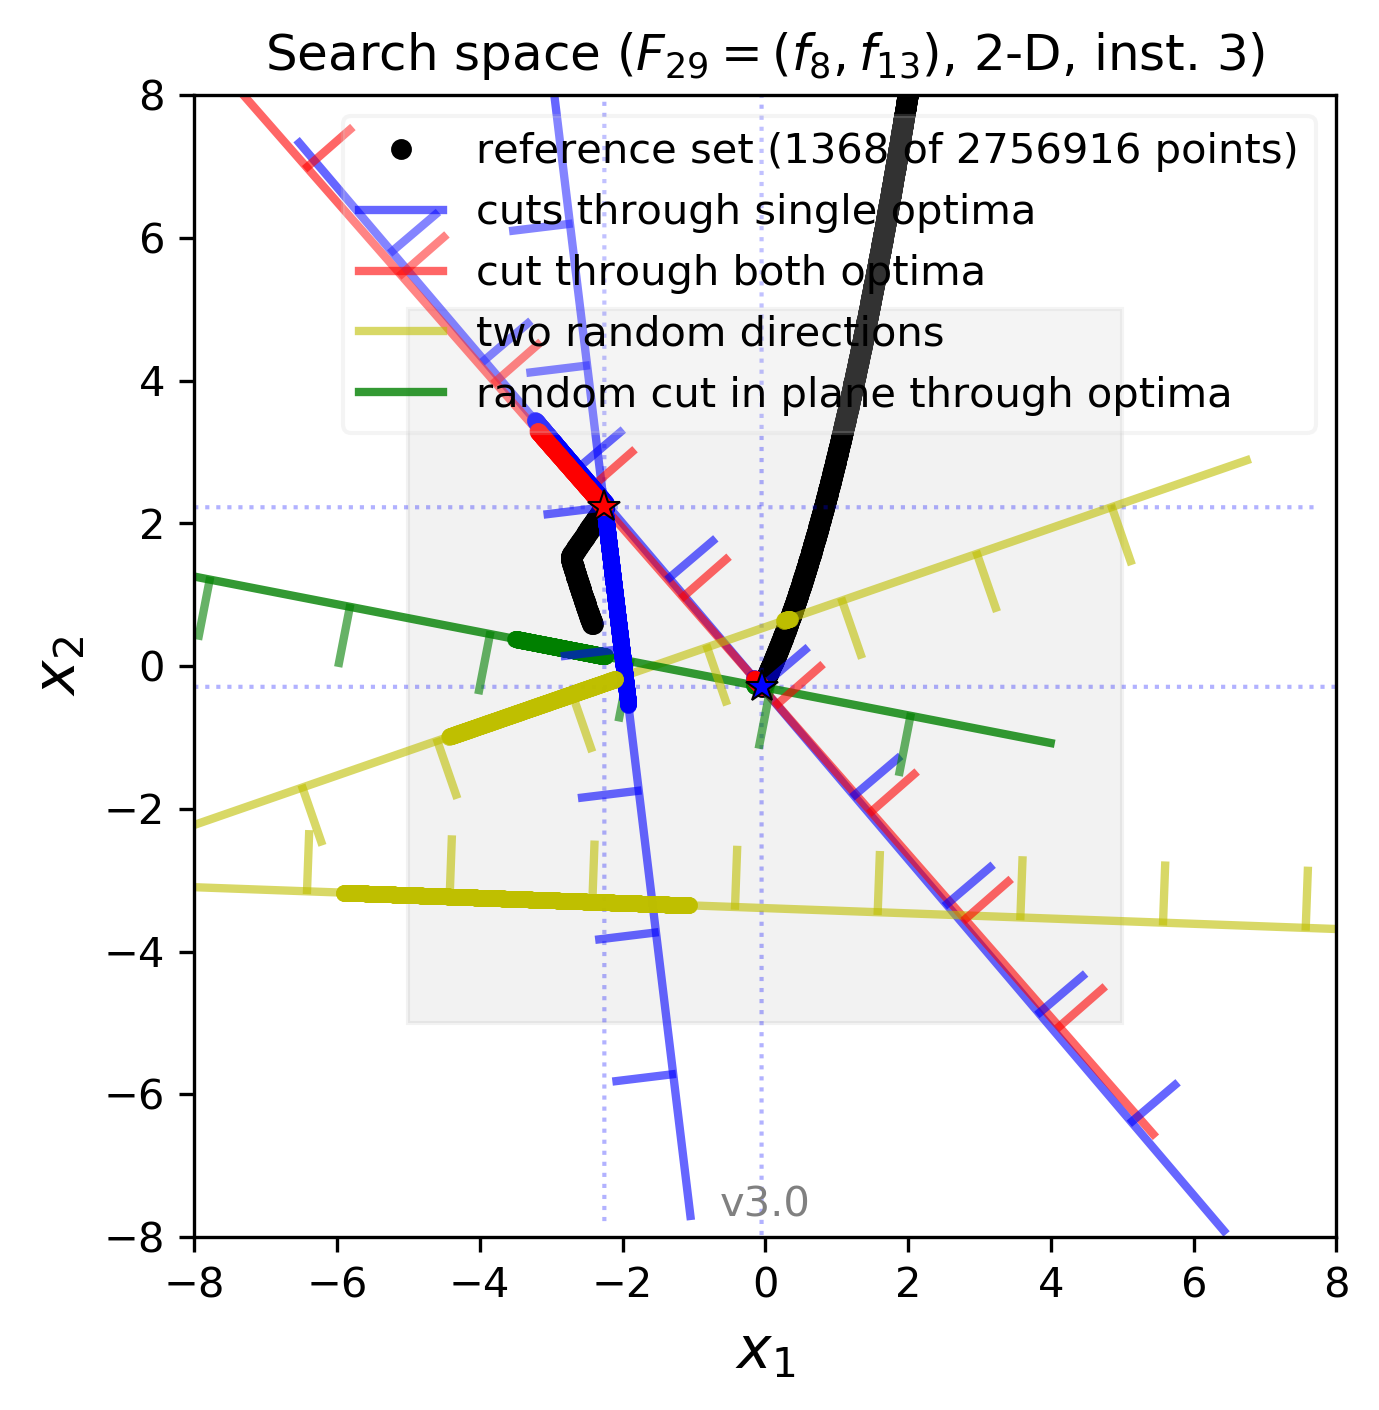 Search space (F₂₉ = (f₈, f₁₃), 2-D, inst. 3)
reference set (1368 of 2756916 points)
cuts through single optima
cut through both optima
two random directions
random cut in plane through optima
8
6
4
2
0
−2
−4
−6
−8
x₂
v3.0
−8 −6 −4 −2 0 2 4 6 8
x₁